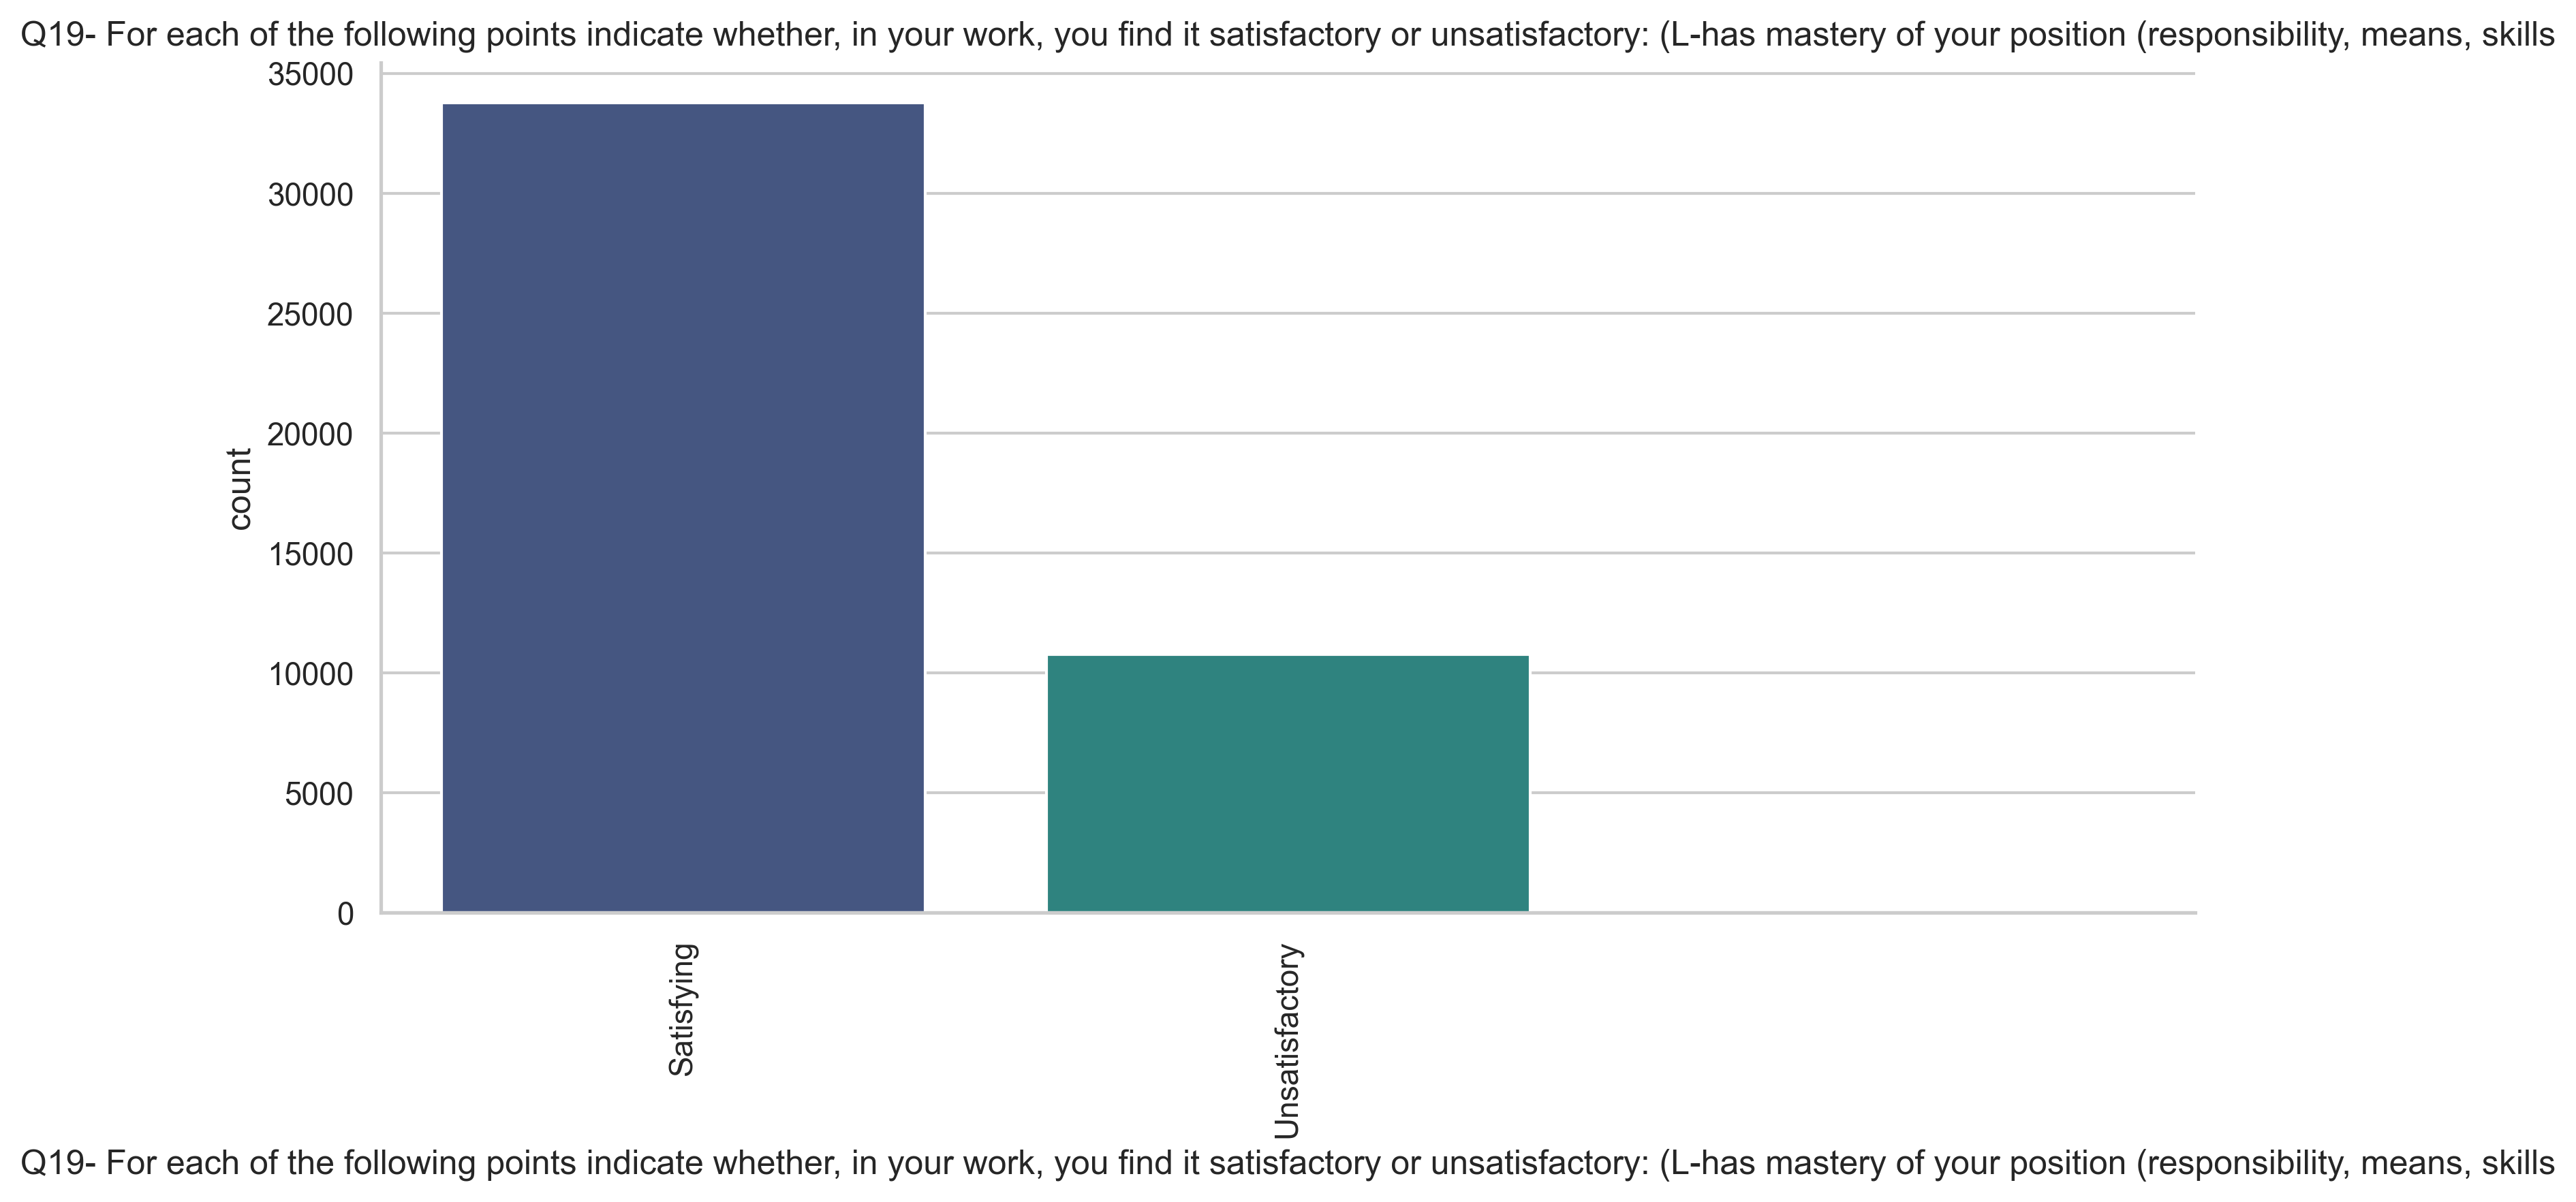 Q19- For each of the following points indicate whether, in your work, you find it satisfactory or unsatisfactory: (L-has mastery of your position (responsibility, means, skills
35000
30000
25000
20000
15000
10000
5000
0
count
Satisfying
Unsatisfactory
Q19- For each of the following points indicate whether, in your work, you find it satisfactory or unsatisfactory: (L-has mastery of your position (responsibility, means, skills